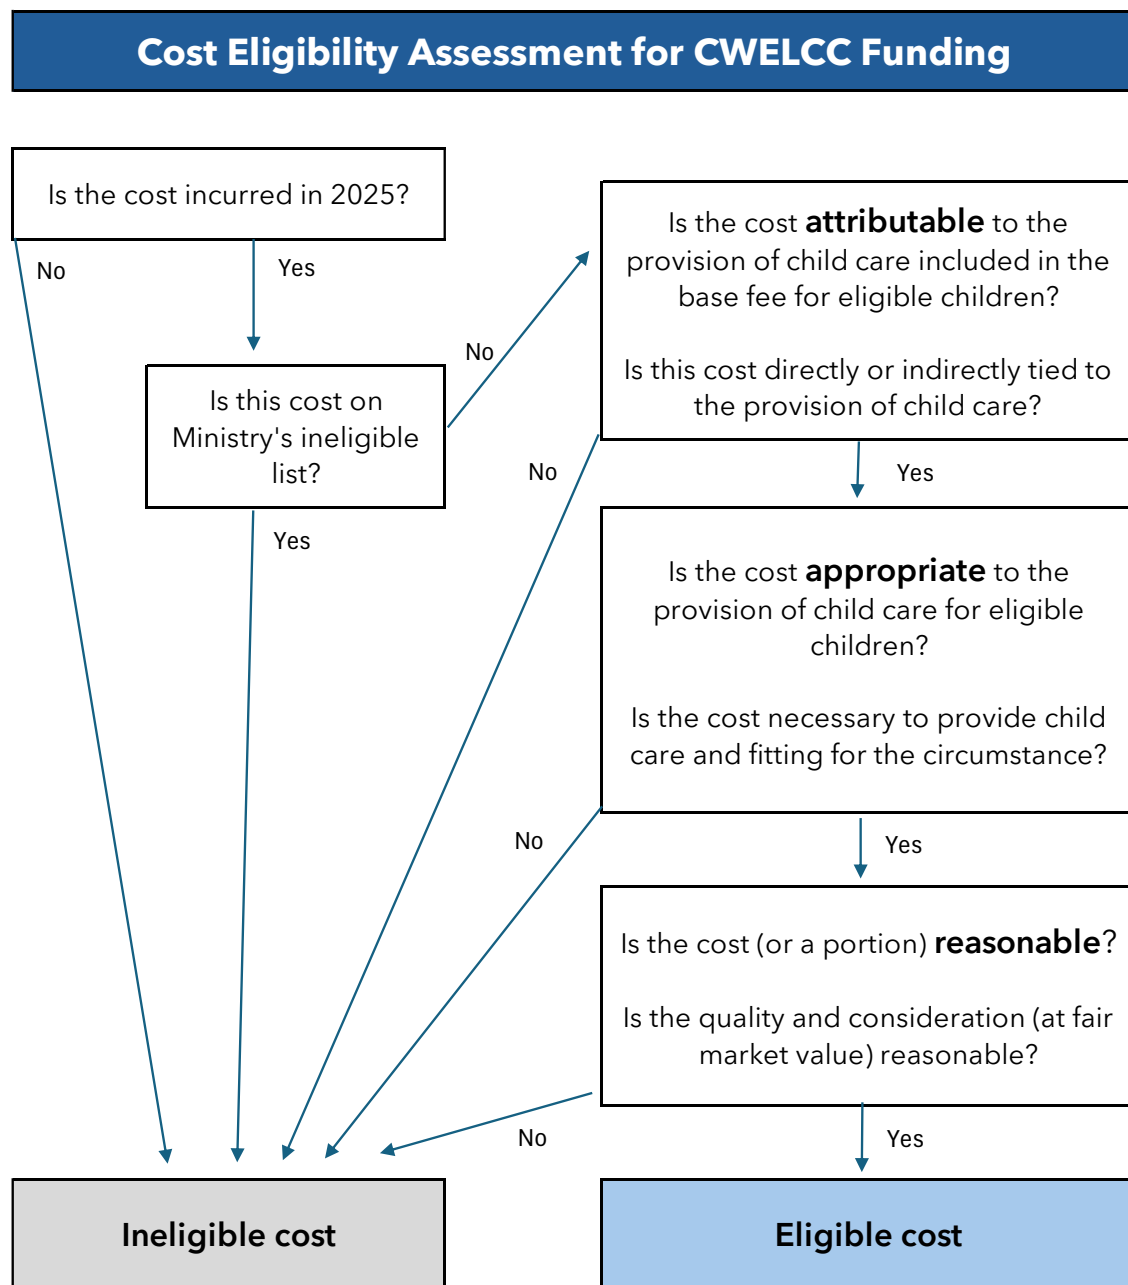 Cost Eligibility Assessment for CWELCC Funding
Is the cost incurred in 2025?
No
Yes
Is this cost on
Ministry's ineligible
list?
No
Yes
Is the cost attributable to the
provision of child care included in the
base fee for eligible children?
Is this cost directly or indirectly tied to
the provision of child care?
No
Yes
Is the cost appropriate to the
provision of child care for eligible
children?
Is the cost necessary to provide child
care and fitting for the circumstance?
No
Yes
Is the cost (or a portion) reasonable?
Is the quality and consideration (at fair
market value) reasonable?
No
Yes
Ineligible cost
Eligible cost